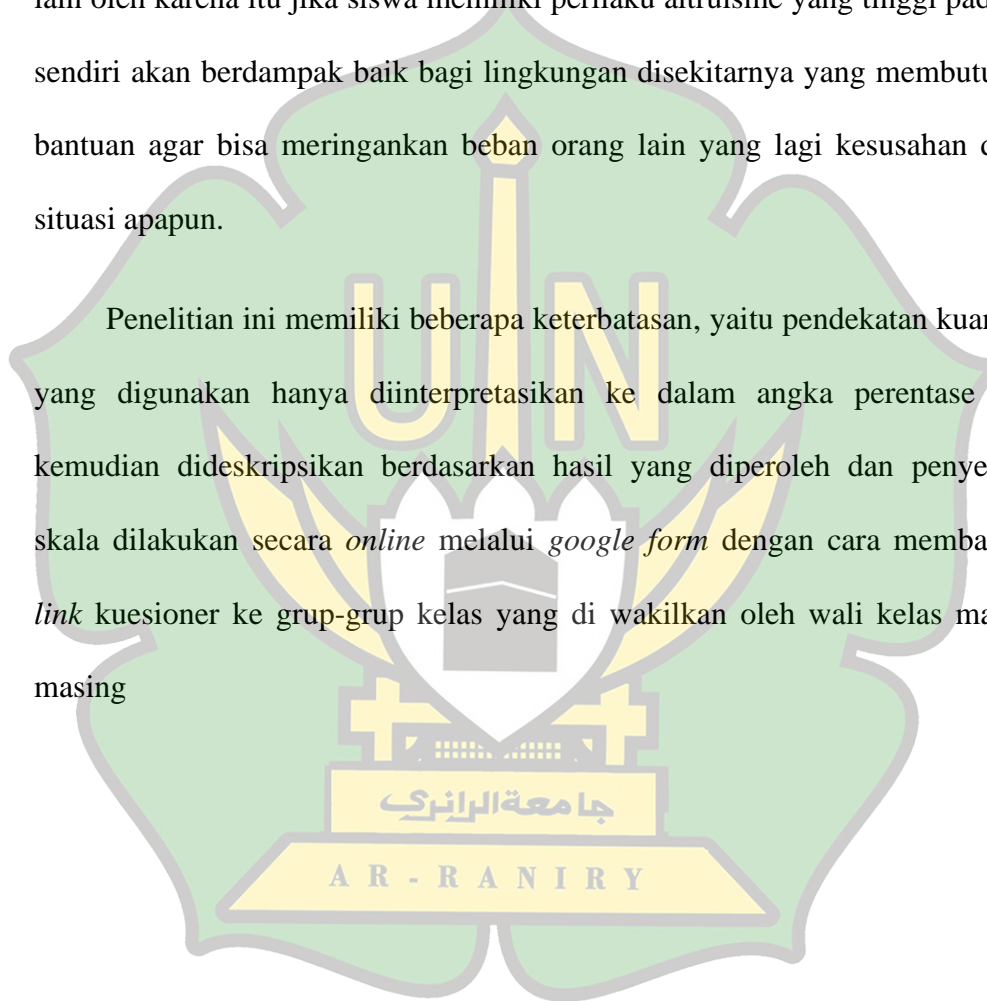 lain oleh karena itu jika siswa memiliki perilaku altruisme yang tinggi pad
sendiri akan berdampak baik bagi lingkungan disekitarnya yang membutu
bantuan agar bisa meringankan beban orang lain yang lagi kesusahan d
situasi apapun.
Penelitian ini memiliki beberapa keterbatasan, yaitu pendekatan kuan
yang digunakan hanya diinterpretasikan ke dalam angka perentase
kemudian dideskripsikan berdasarkan hasil yang diperoleh dan penye
skala dilakukan secara online melalui google form dengan cara memba
link kuesioner ke grup-grup kelas yang di wakilkan oleh wali kelas ma
masing
UIN
جامعة الرانري
AR-RANIRY